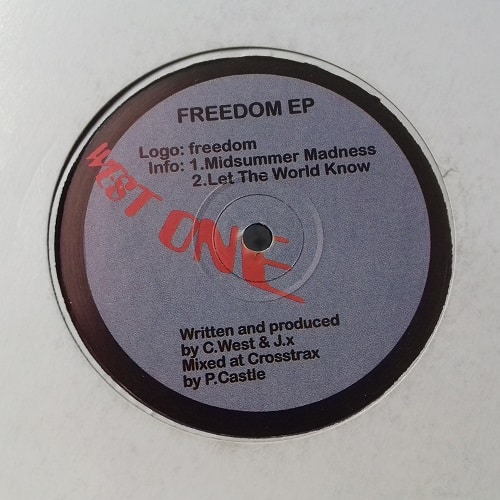 FREEDOM EP
Logo: freedom
Info: 1.Midsummer Madness
2.Let The World Know
WEST ONE
Written and produced
by C.West & J.x
Mixed at Crosstrax
by P.Castle